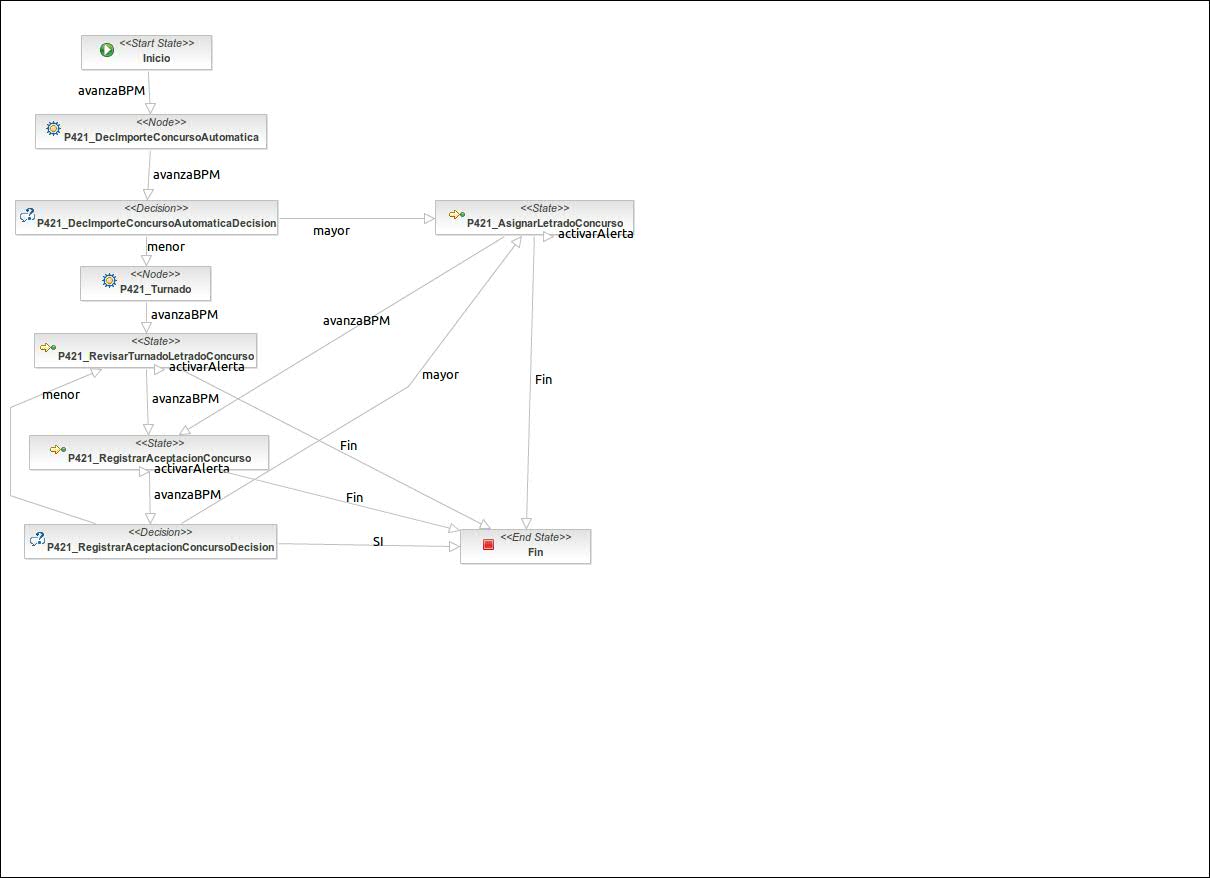 <<Start State>>
Inicio
avanzaBPM
<<Node>>
P421_DecImporteConcursoAutomatica
avanzaBPM
<<Decision>>
P421_DecImporteConcursoAutomaticaDecision
mayor
<<State>>
P421_AsignarLetradoConcurso
activarAlerta
menor
<<Node>>
P421_Turnado
avanzaBPM
avanzaBPM
<<State>>
P421_RevisarTurnadoLetradoConcurso
activarAlerta
mayor
Fin
menor
avanzaBPM
<<State>>
P421_RegistrarAceptacionConcurso
activarAlerta
Fin
avanzaBPM
Fin
<<Decision>>
P421_RegistrarAceptacionConcursoDecision
SI
<<End State>>
Fin